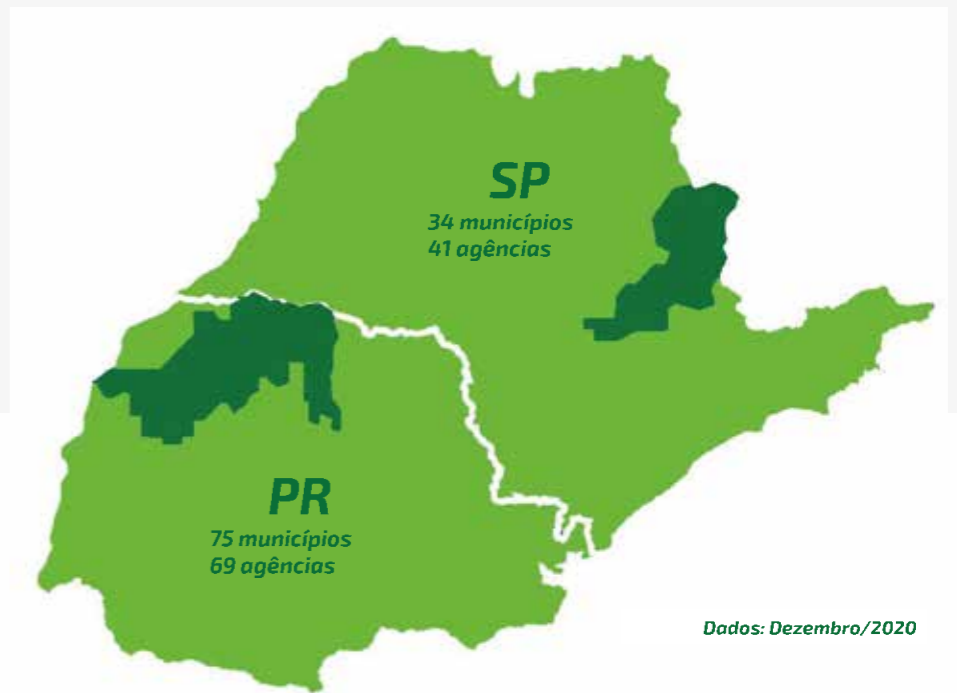 SP
34 municípios
41 agências
PR
75 municípios
69 agências
Dados: Dezembro/2020